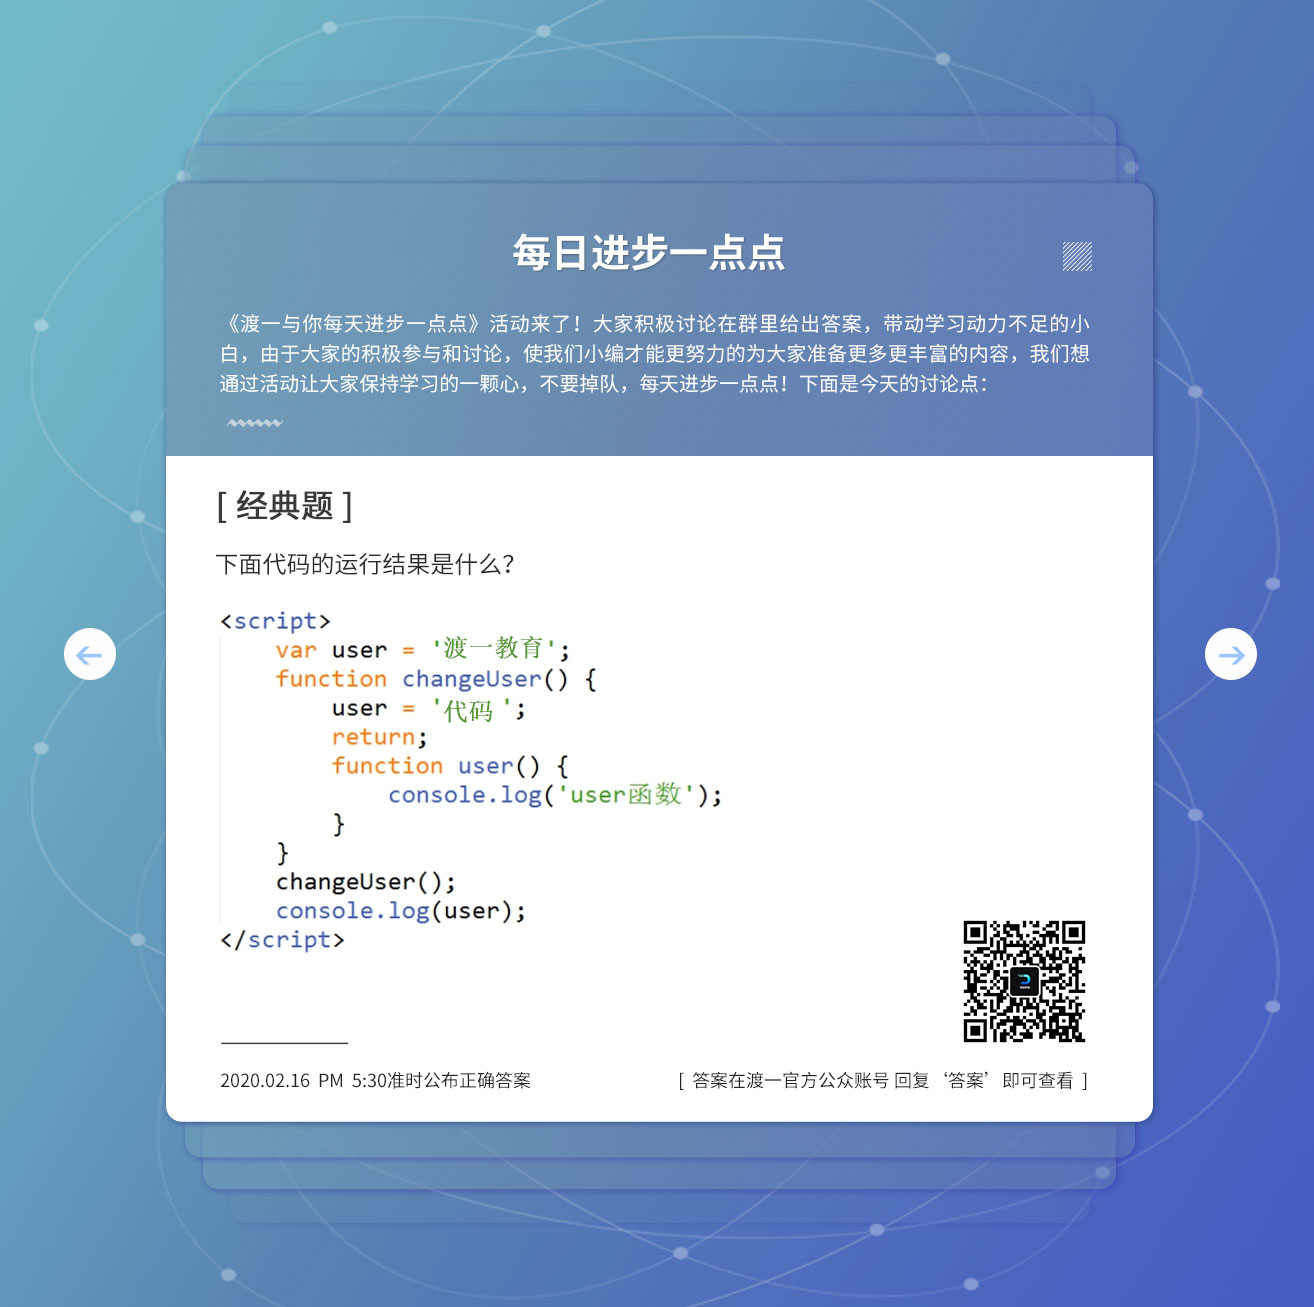 每日进步一点点
《渡一与你每天进步一点点》活动来了！大家积极讨论在群里给出答案，带动学习动力不足的小
白，由于大家的积极参与和讨论，使我们小编才能更努力的为大家准备更多更丰富的内容，我们想
通过活动让大家保持学习的一颗心，不要掉队，每天进步一点点！下面是今天的讨论点：
[ 经典题 ]
下面代码的运行结果是什么？
<script>
    var user = '渡一教育';
    function changeUser() {
        user = '代码 ';
        return;
        function user() {
            console.log('user函数');
        }
    }
    changeUser();
    console.log(user);
</script>
2020.02.16 PM 5:30准时公布正确答案
[ 答案在渡一官方公众账号 回复‘答案’即可查看 ]